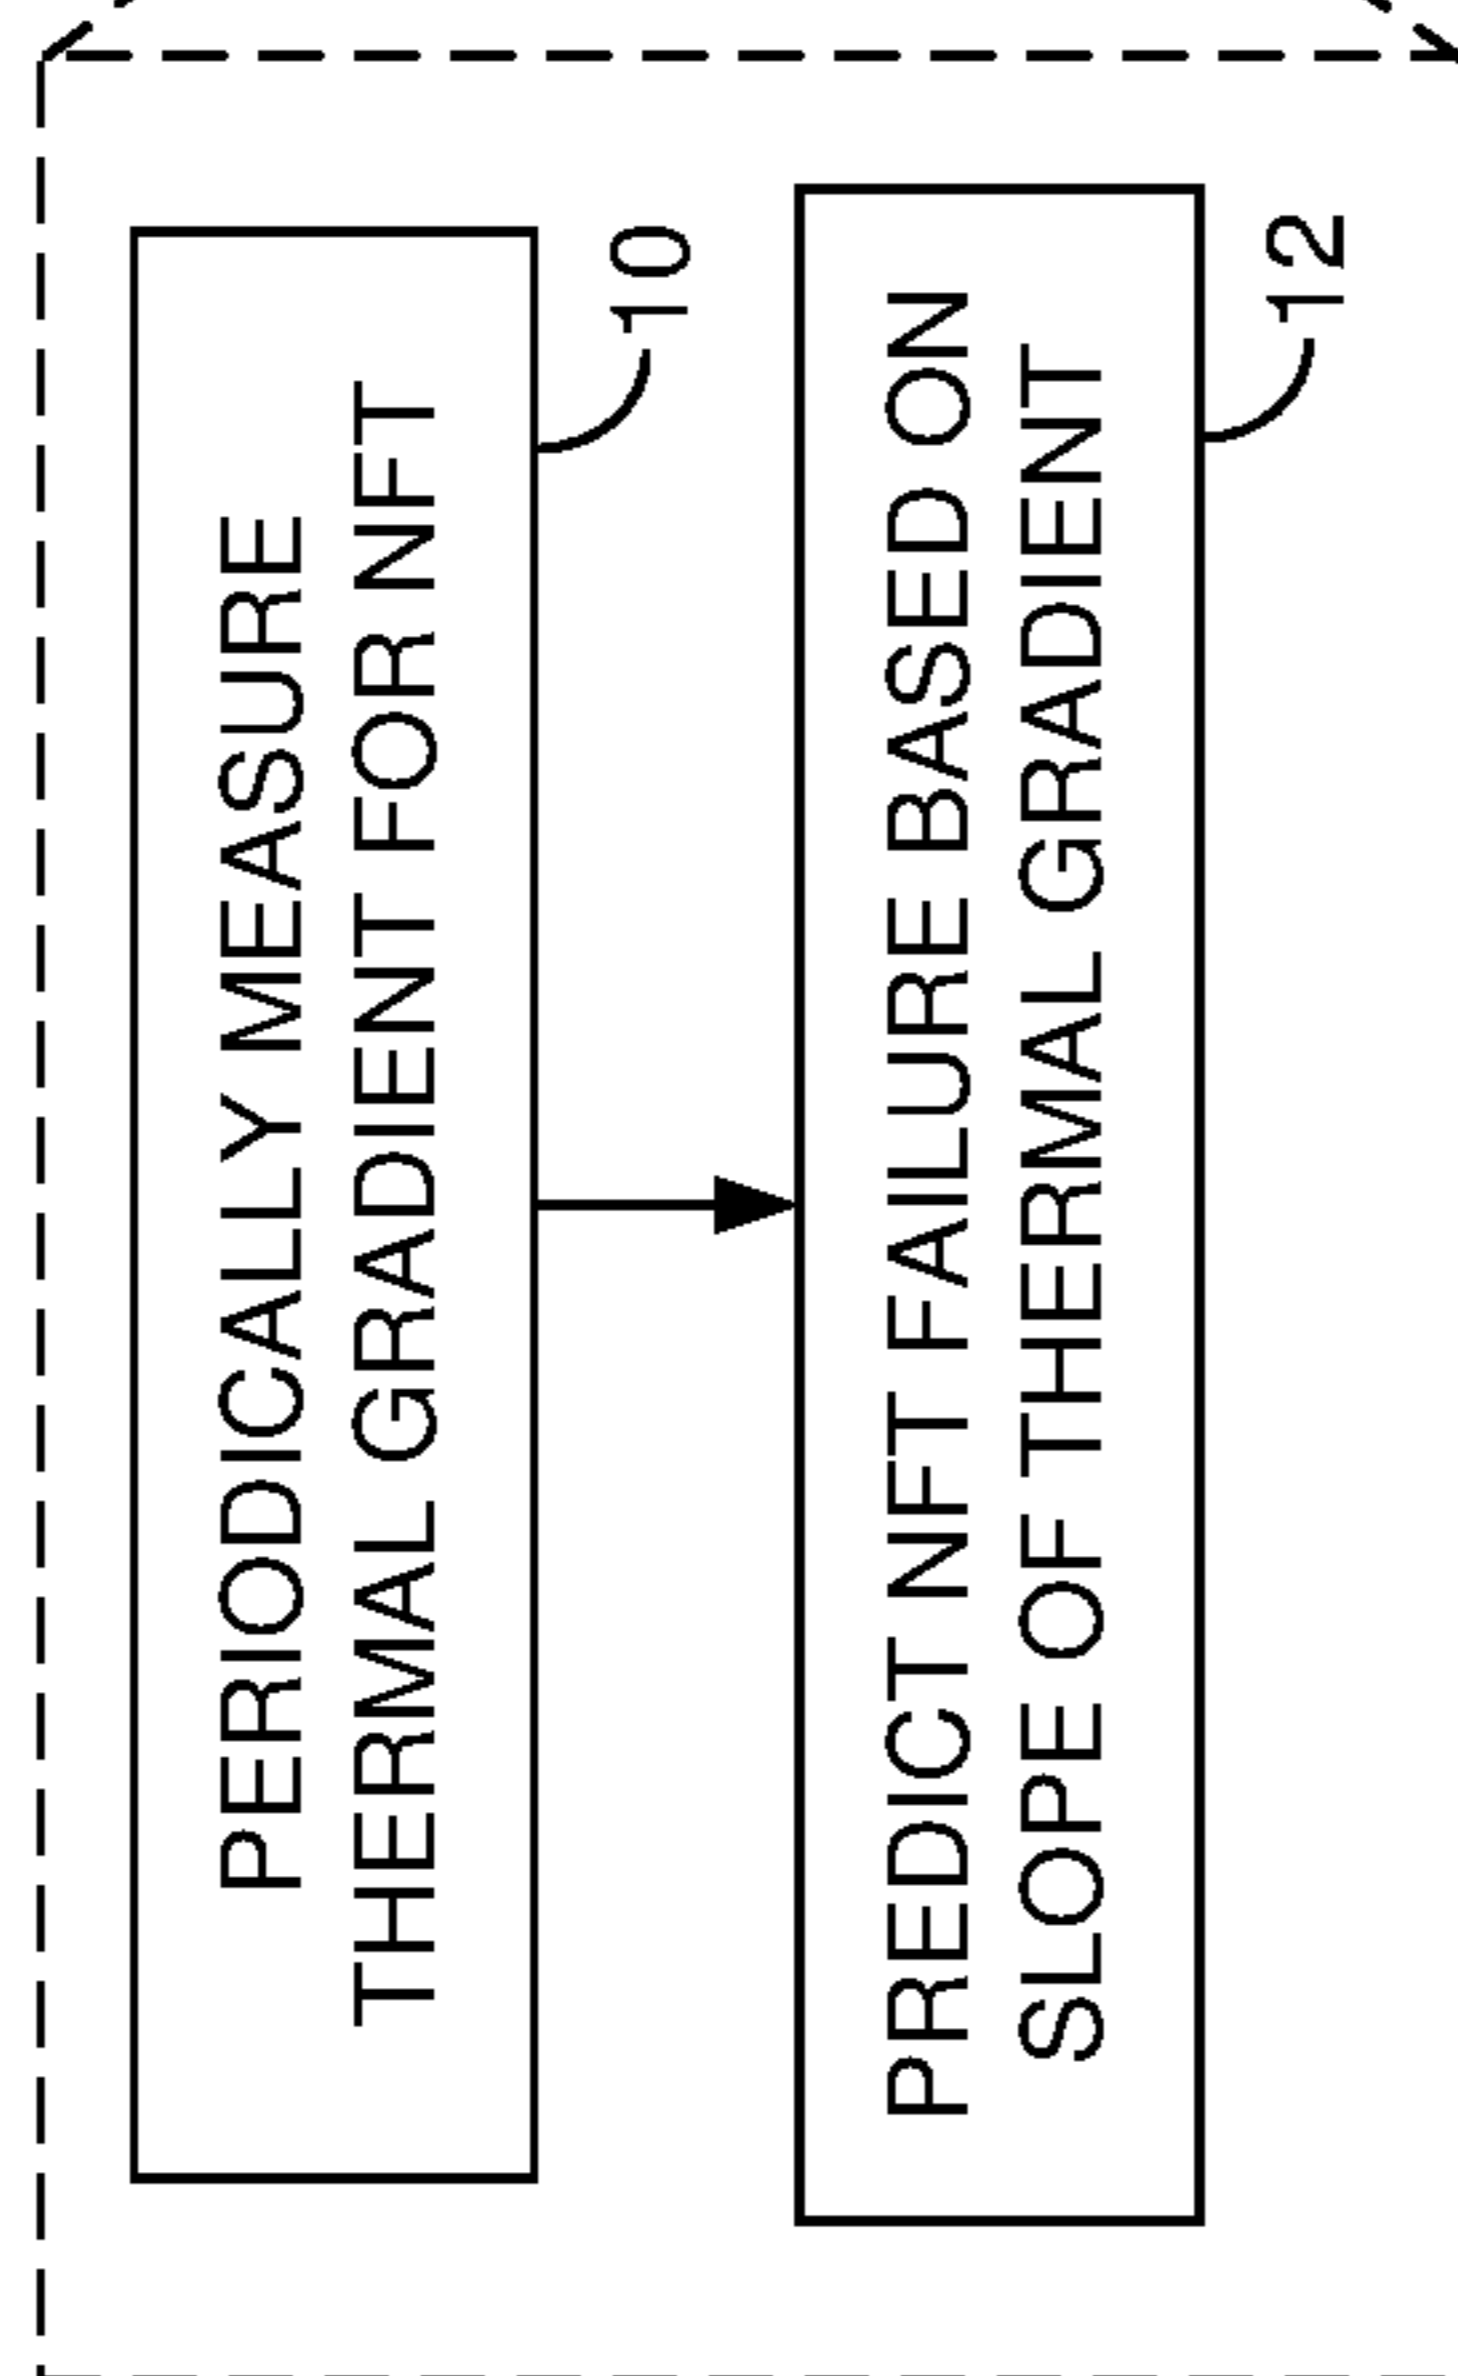 PERIODICALLY MEASURE
THERMAL GRADIENT FOR NFT
10
PREDICT NFT FAILURE BASED ON
SLOPE OF THERMAL GRADIENT
12